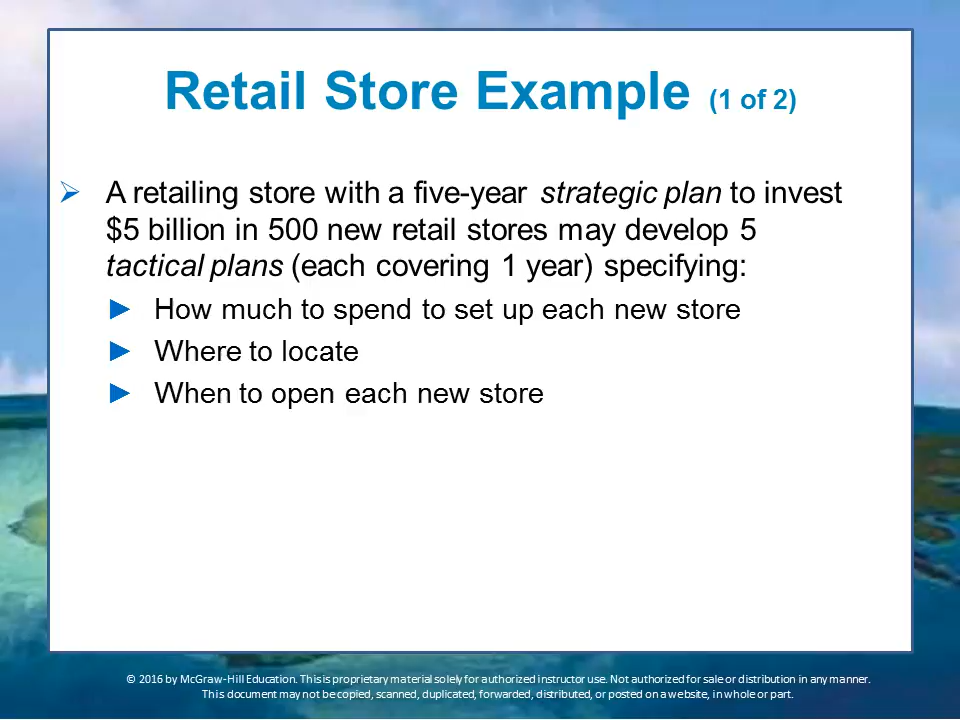 Retail Store Example (1 of 2)
➢ A retailing store with a five-year strategic plan to invest
$5 billion in 500 new retail stores may develop 5
tactical plans (each covering 1 year) specifying:
► How much to spend to set up each new store
► Where to locate
► When to open each new store
© 2016 by McGraw-Hill Education. This is proprietary material solely for authorized instructor use. Not authorized for sale or distribution in any manner.
This document may not be copied, scanned, duplicated, forwarded, distributed, or posted on a website, in whole or part.